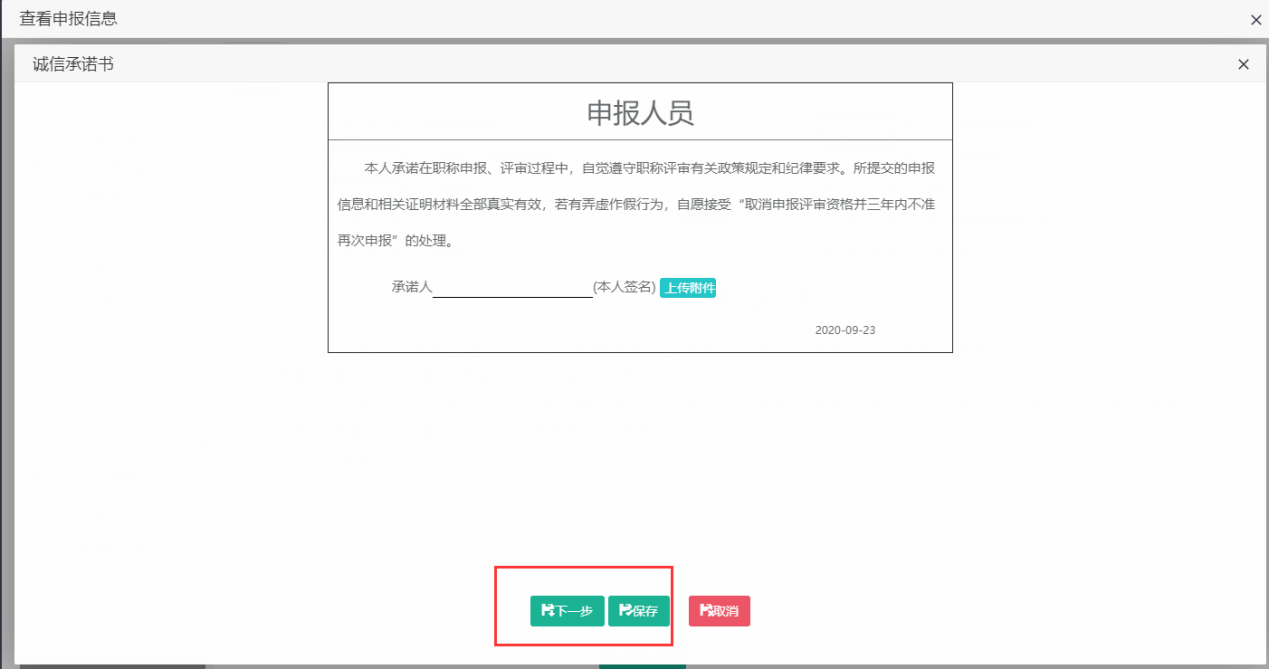 查看申报信息
诚信承诺书
申报人员
本人承诺在职称申报、评审过程中，自觉遵守职称评审有关政策规定和纪律要求。所提交的申报
信息和相关证明材料全部真实有效，若有弄虚作假行为，自愿接受“取消申报评审资格并三年内不准
再次申报”的处理。
承诺人 (本人签名) 上传附件
2020-09-23
下一步 保存 取消